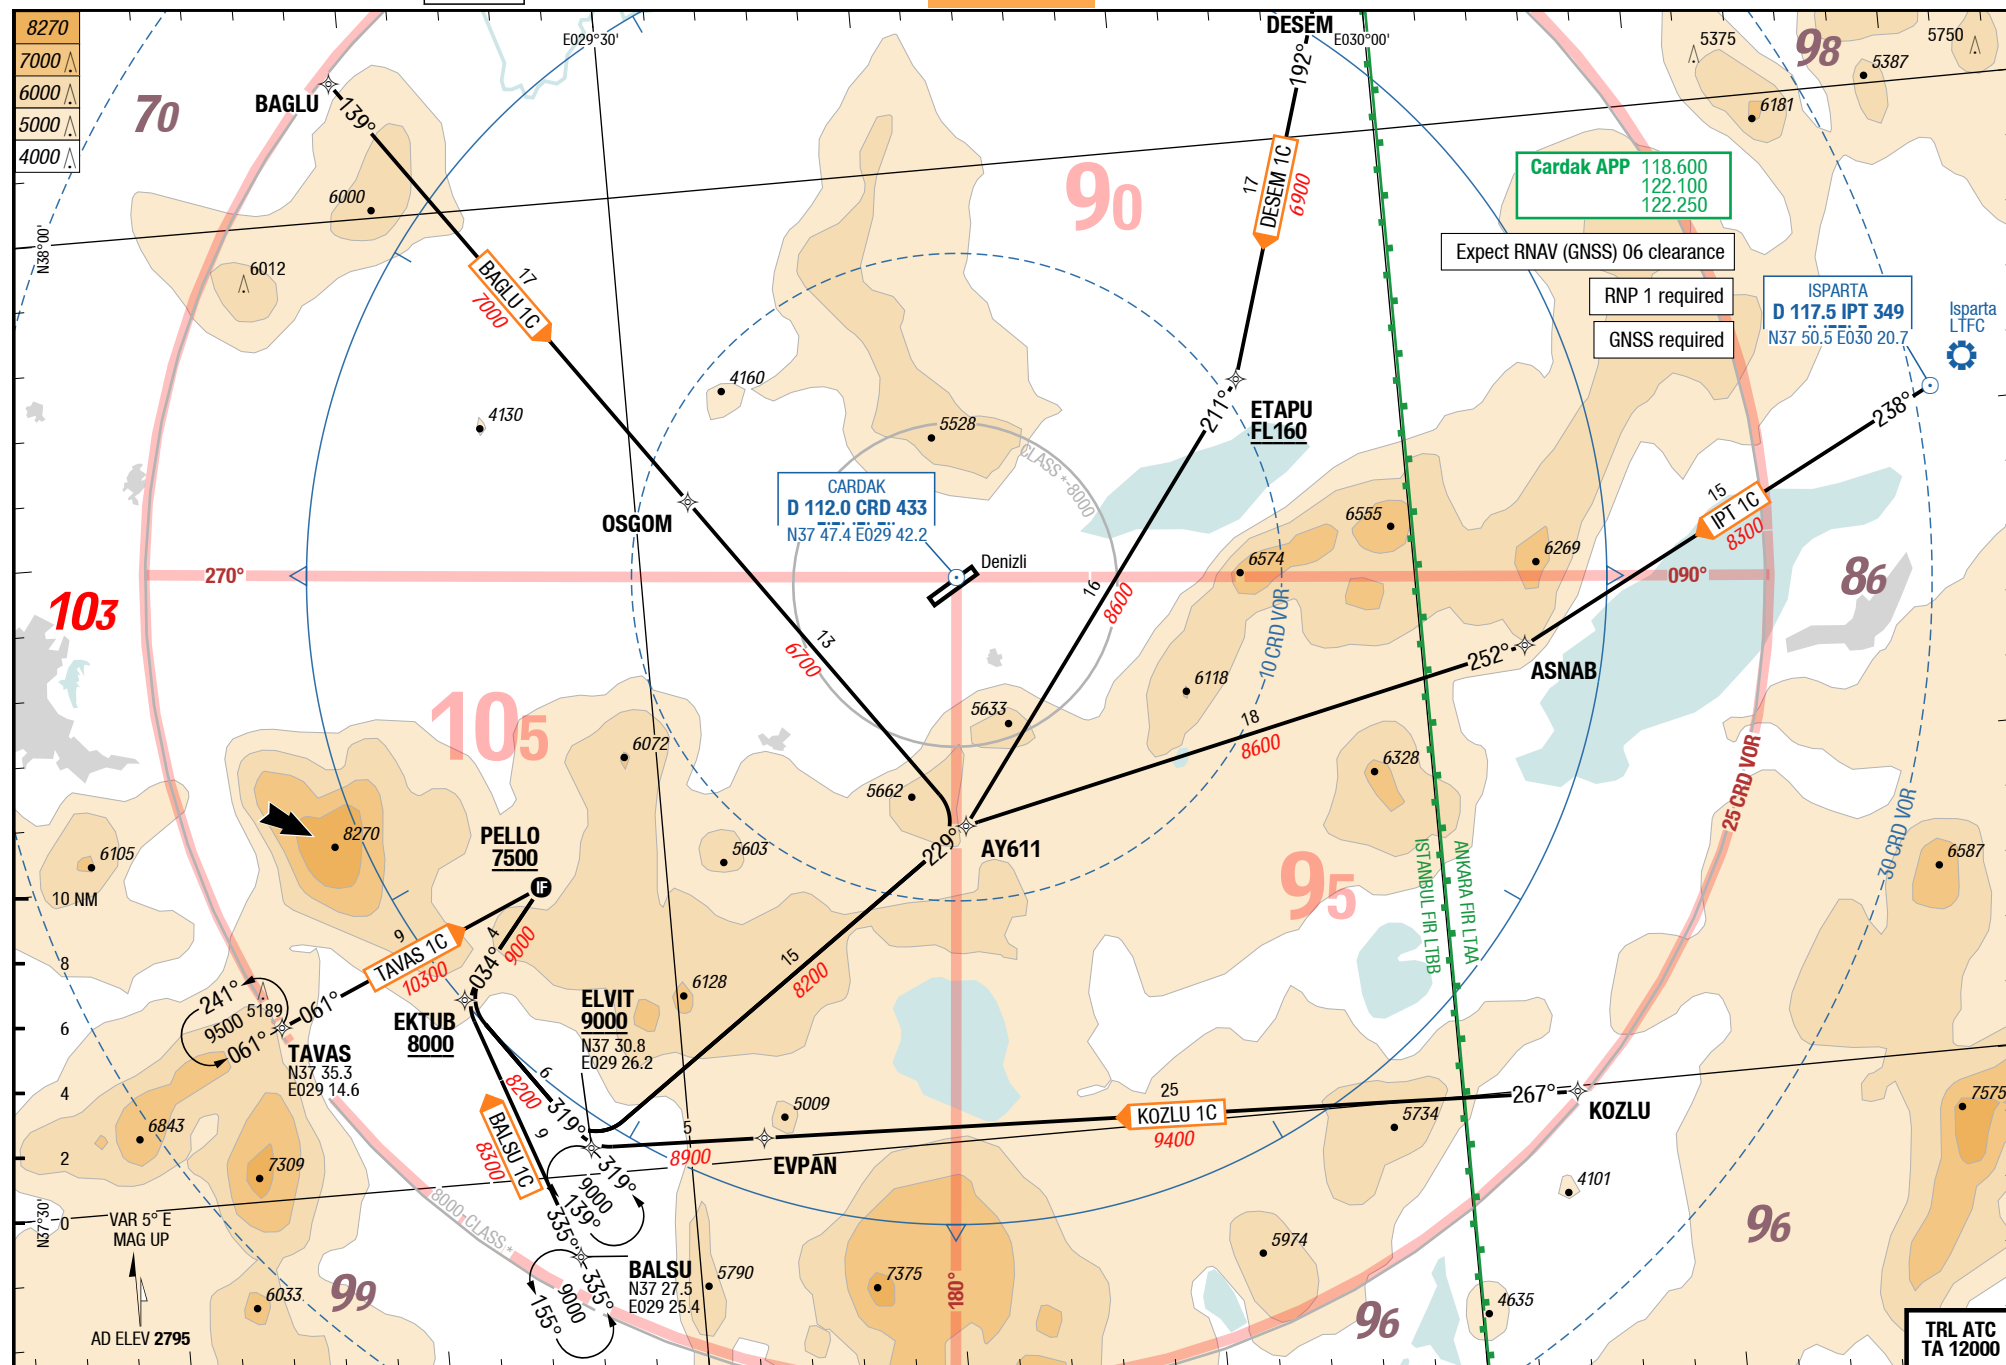 8270
7000
6000
5000
4000
DESEM
E029°30'
E030°00'
192°
5375
98
5750
5387
6181
BAGLU
139°
70
6000
6012
N38°00'
90
17
DESEM 1C
6900
Cardak APP 118.600
122.100
122.250
Expect RNAV (GNSS) 06 clearance
RNP 1 required
GNSS required
ISPARTA
D 117.5 IPT 349
N37 50.5 E030 20.7
Isparta
LTFC
17
BAGLU 1C
7000
4160
4130
5528
CLASS *-8000
211°
ETAPU
FL160
238°
OSGOM
CARDAK
D 112.0 CRD 433
N37 47.4 E029 42.2
Denizli
15
IPT 1C
8300
6555
6269
6574
270°
090°
103
86
16
8600
13
6700
10 CRD VOR
252°
ASNAB
6118
105
6072
5633
18
8600
6328
25 CRD VOR
5662
229°
AY611
5603
8270
PELLO
7500
IF
6105
10 NM
95
ISTANBUL FIR LTBB
ANKARA FIR LTAA
30 CRD VOR
6587
9
TAVAS 1C
10300
4
9000
034°
15
8200
6128
8
241°
9500
061°
5189
061°
6
TAVAS
N37 35.3
E029 14.6
EKTUB
8000
ELVIT
9000
N37 30.8
E029 26.2
6
8200
319°
4
6843
2
7309
BALSU 1C
9
8300
5
8900
5009
EVPAN
25
KOZLU 1C
9400
267°
KOZLU
5734
7575
4101
319°
9000
139°
335°
N37°30'
0
VAR 5° E
MAG UP
8000 CLASS *
BALSU
N37 27.5
E029 25.4
335°
9000
155°
5790
7375
180°
5974
96
4635
96
99
6033
AD ELEV 2795
TRL ATC
TA 12000